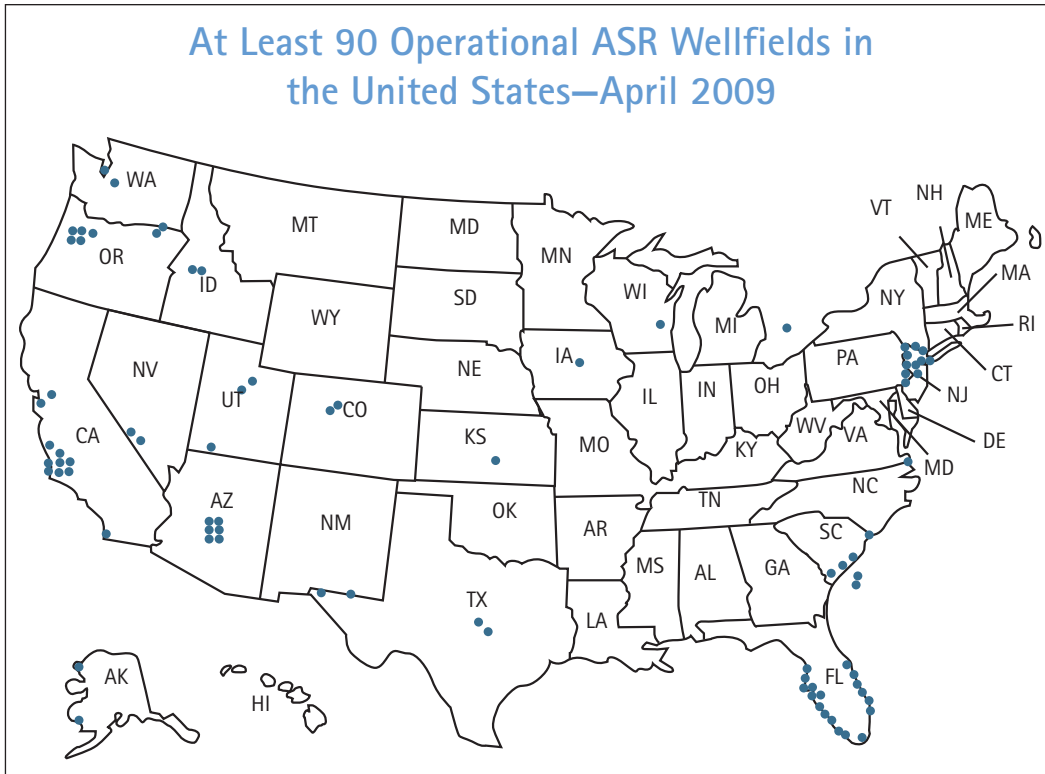 At Least 90 Operational ASR Wellfields in
the United States—April 2009
WA
MT
MD
MN
VT
NH
ME
OR
ID
SD
WI
MI
NY
MA
WY
RI
NV
UT
CO
NE
IA
IL
IN
OH
PA
CT
NJ
CA
KS
MO
KY
WV
VA
DE
MD
AZ
NM
OK
AR
TN
NC
SC
MS
AL
GA
TX
LA
AK
HI
FL